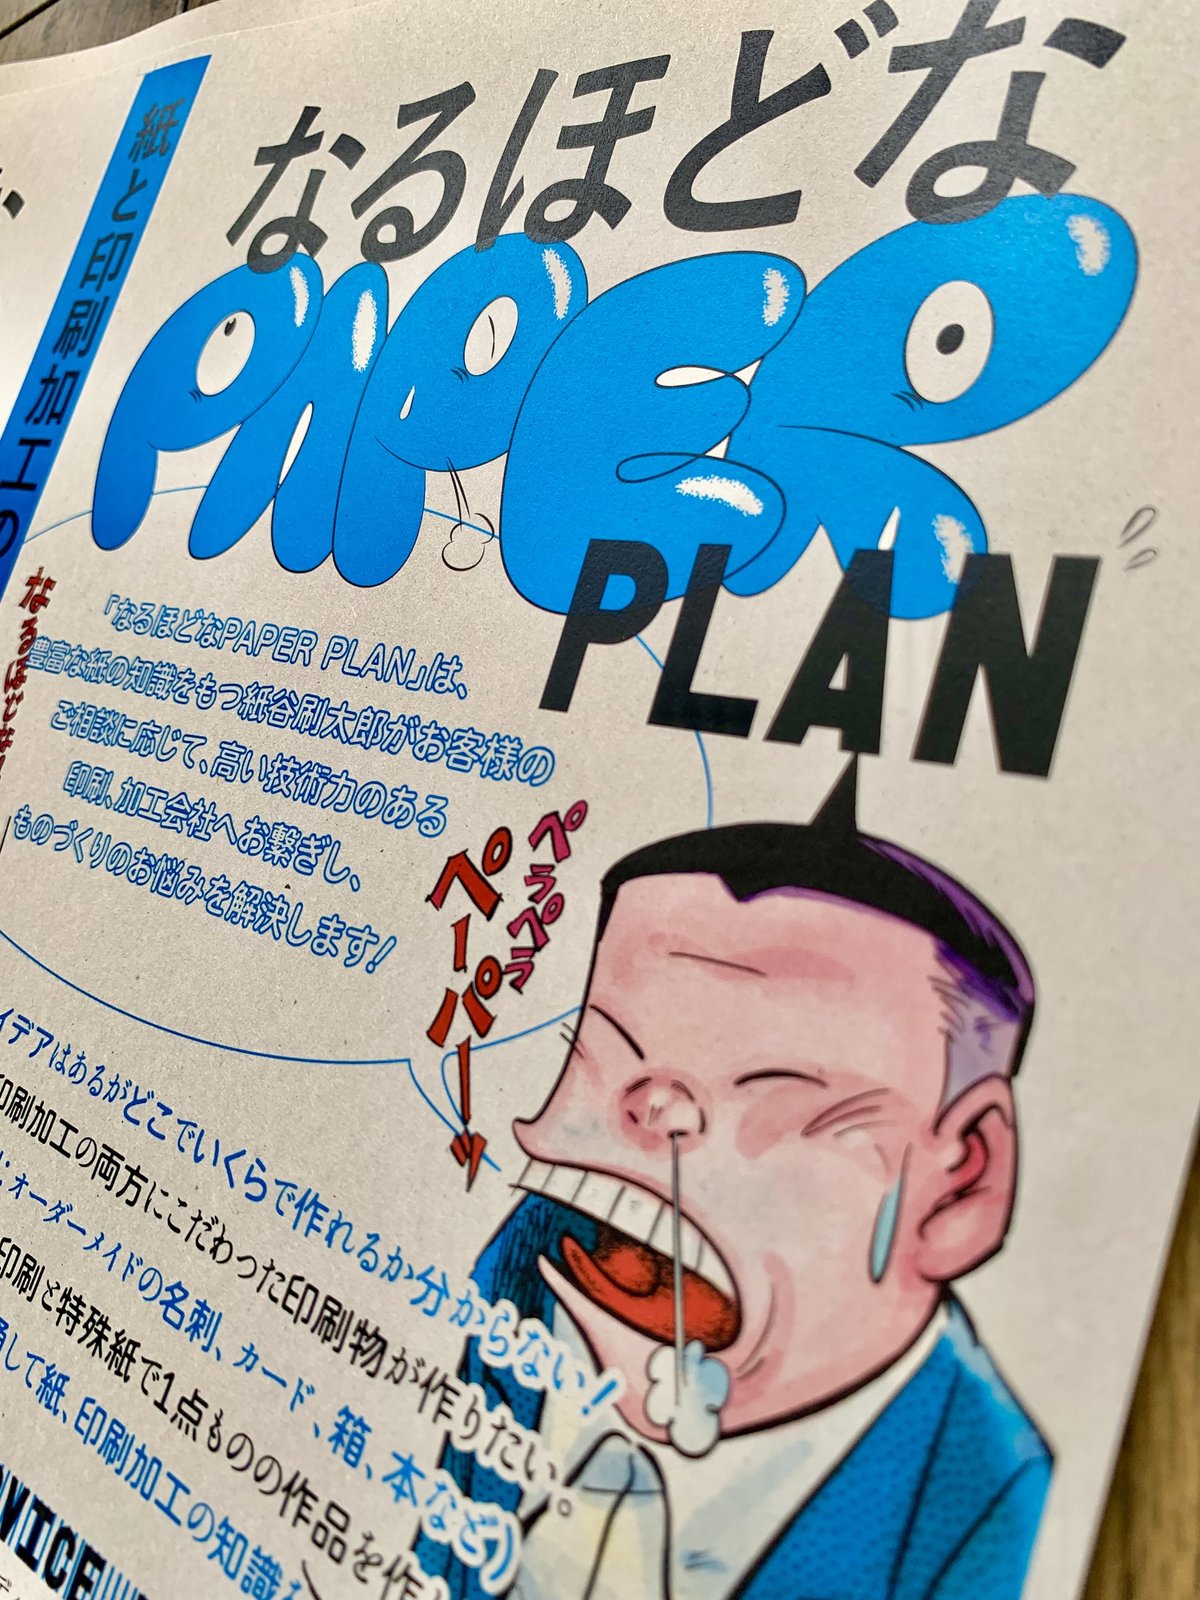 なるほどな
PAPER
PLAN
紙と印刷加工の
「なるほどなPAPER PLAN」は、
豊富な紙の知識をもつ紙谷刷太郎がお客様の
ご相談に応じて、高い技術力のある
印刷、加工会社へお繋ぎし、
ものづくりのお悩みを解決します!
ペラペラ
ペーパーッ
イデアはあるがどこでいくらで作れるか分からない!
印刷加工の両方にこだわった印刷物が作りたい。
オーダーメイドの名刺、カード、箱、本など)
印刷と特殊紙で1点ものの作品を作
して紙、印刷加工の知識
VICE